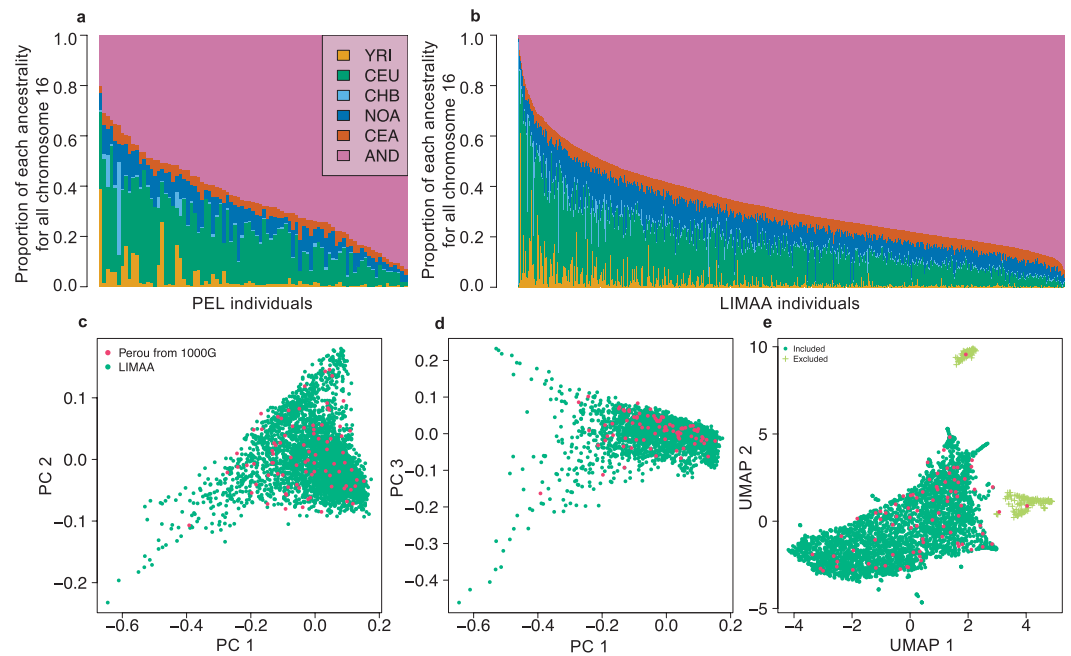 a
Proportion of each ancestrality
for all chromosome 16
1.0
0.8
0.6
0.4
0.2
0.0
YRI
CEU
CHB
NOA
CEA
AND
PEL individuals
b
Proportion of each ancestrality
for all chromosome 16
1.0
0.8
0.6
0.4
0.2
0.0
LIMAA individuals
c
Perou from 1000G
LIMAA
PC 2
0.1
0.0
−0.1
−0.2
−0.6 −0.4 −0.2 0.0 0.2
PC 1
d
PC 3
0.2
0.1
0.0
−0.1
−0.2
−0.3
−0.4
−0.6 −0.4 −0.2 0.0 0.2
PC 1
e
Included
Excluded
UMAP 2
10
5
0
−5
−4 −2 0 2 4
UMAP 1